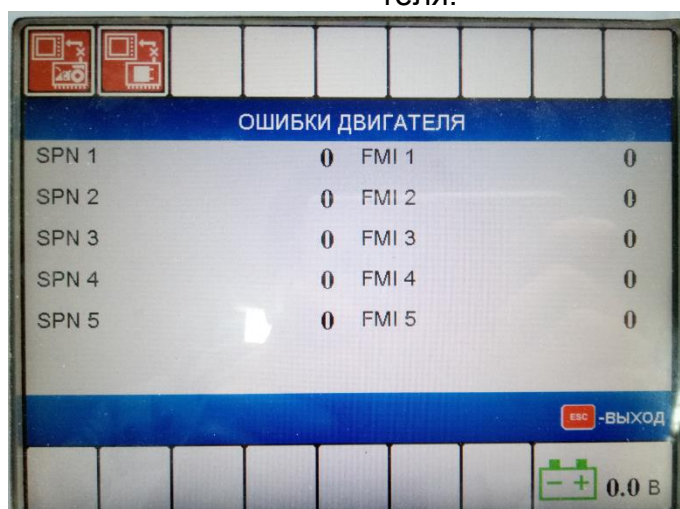 теля.
ОШИБКИ ДВИГАТЕЛЯ
SPN 1 0 FMI 1 0
SPN 2 0 FMI 2 0
SPN 3 0 FMI 3 0
SPN 4 0 FMI 4 0
SPN 5 0 FMI 5 0
ESC -ВЫХОД
- + 0.0 В